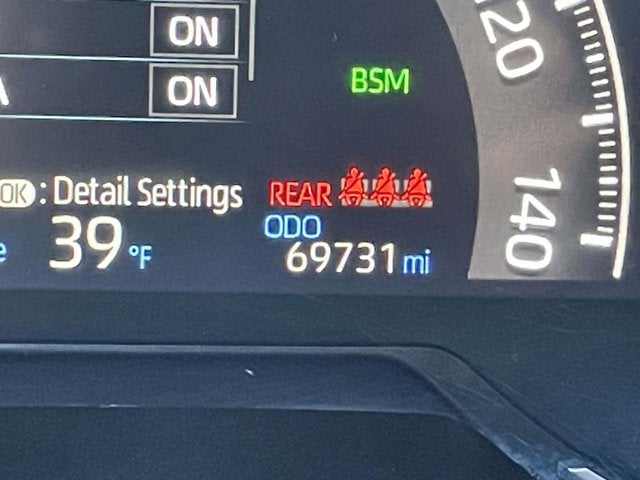 ON
ON
BSM
OK : Detail Settings
REAR
ODO
39 °F
69731 mi
120
140